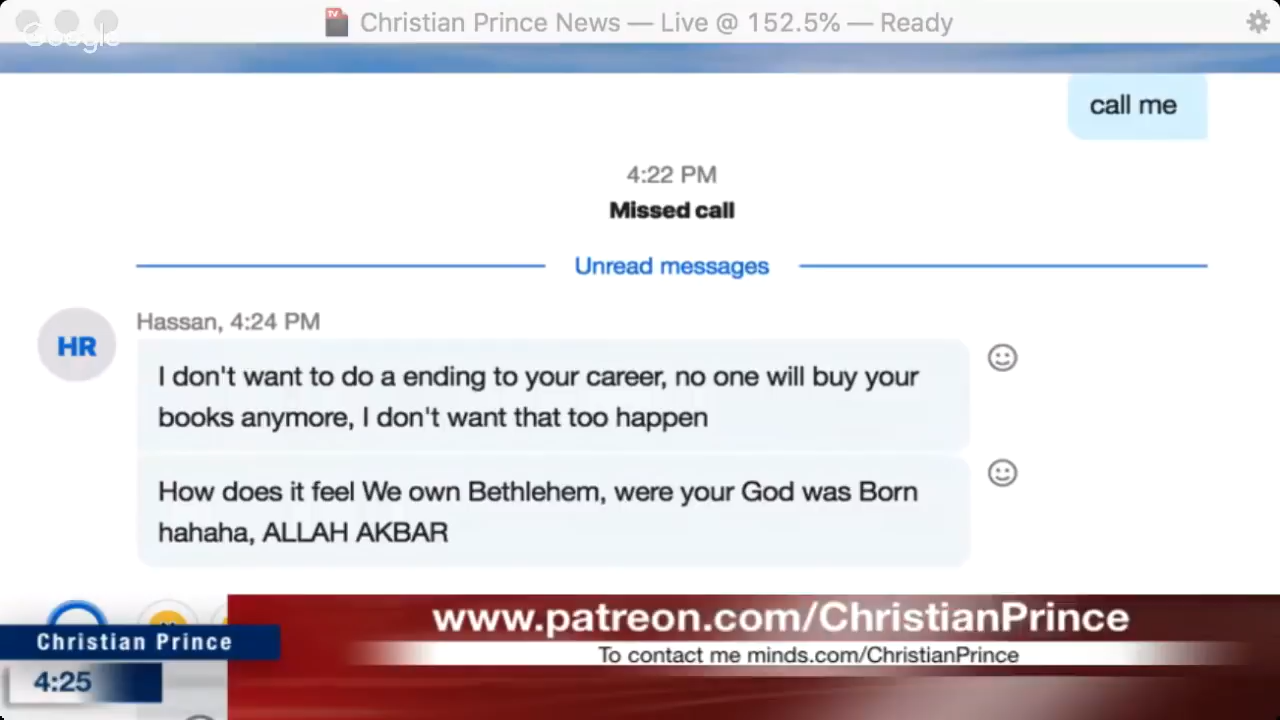 Christian Prince News — Live @ 152.5% — Ready
Google
call me
4:22 PM
Missed call
Unread messages
Hassan, 4:24 PM
HR
I don't want to do a ending to your career, no one will buy your
books anymore, I don't want that too happen
How does it feel We own Bethlehem, were your God was Born
hahaha, ALLAH AKBAR
www.patreon.com/ChristianPrince
Christian Prince
To contact me minds.com/ChristianPrince
4:25